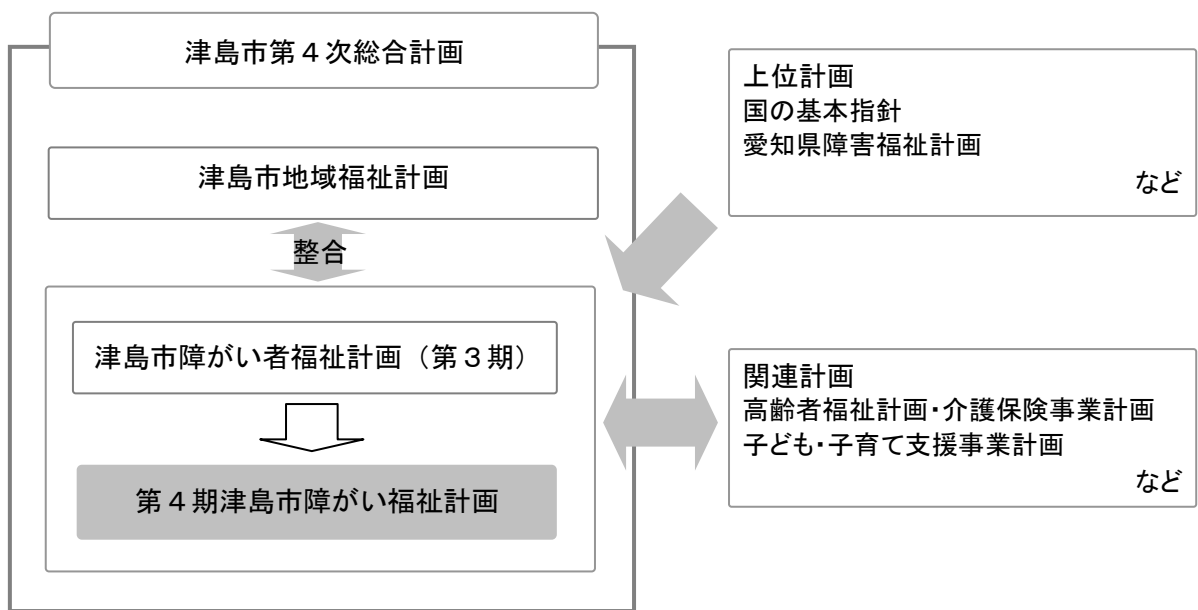 津島市第４次総合計画
津島市地域福祉計画
整合
津島市障がい者福祉計画（第３期）
第４期津島市障がい福祉計画
上位計画
国の基本指針
愛知県障害福祉計画
など
関連計画
高齢者福祉計画・介護保険事業計画
子ども・子育て支援事業計画
など